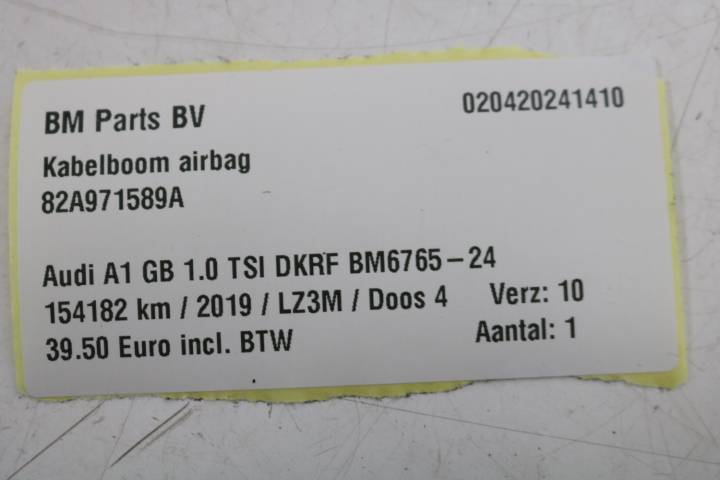 BM Parts BV 020420241410
Kabelboom airbag
82A971589A
Audi A1 GB 1.0 TSI DKRF BM6765-24
154182 km / 2019 / LZ3M / Doos 4 Verz: 10
39.50 Euro incl. BTW Aantal: 1